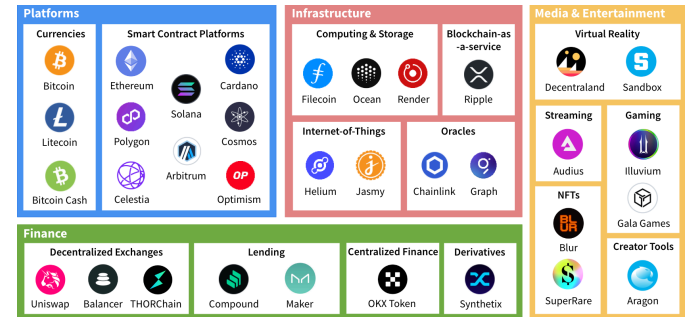 Platforms
Currencies
Bitcoin
Litecoin
Bitcoin Cash
Smart Contract Platforms
Ethereum
Solana
Cardano
Polygon
Arbitrum
Cosmos
Celestia
OP
Optimism
Infrastructure
Computing & Storage
Filecoin
Ocean
Render
Blockchain-as
-a-service
Ripple
Internet-of-Things
Helium
Jasmy
Oracles
Chainlink
Graph
Media & Entertainment
Virtual Reality
Decentraland
Sandbox
Streaming
Audius
Gaming
Illuvium
Gala Games
NFTs
BL
UR
Blur
SuperRare
Creator Tools
Aragon
Finance
Decentralized Exchanges
Uniswap
Balancer
THORChain
Lending
Compound
Maker
Centralized Finance
OKX Token
Derivatives
Synthetix